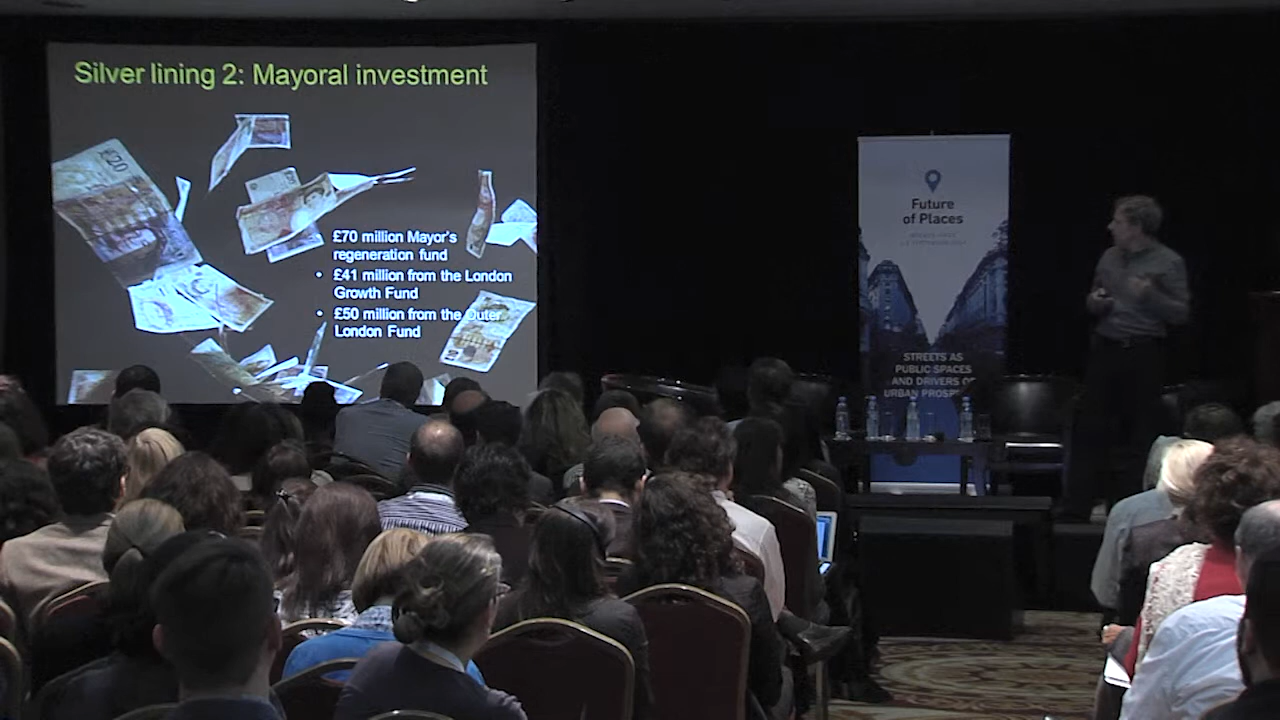 Silver lining 2: Mayoral investment
£20
£70 million Mayor's
regeneration fund
• £41 million from the London
Growth Fund
• £50 million from the Outer
London Fund
Future
of Places
STREETS AS
PUBLIC SPACES
AND DRIVERS OF
URBAN